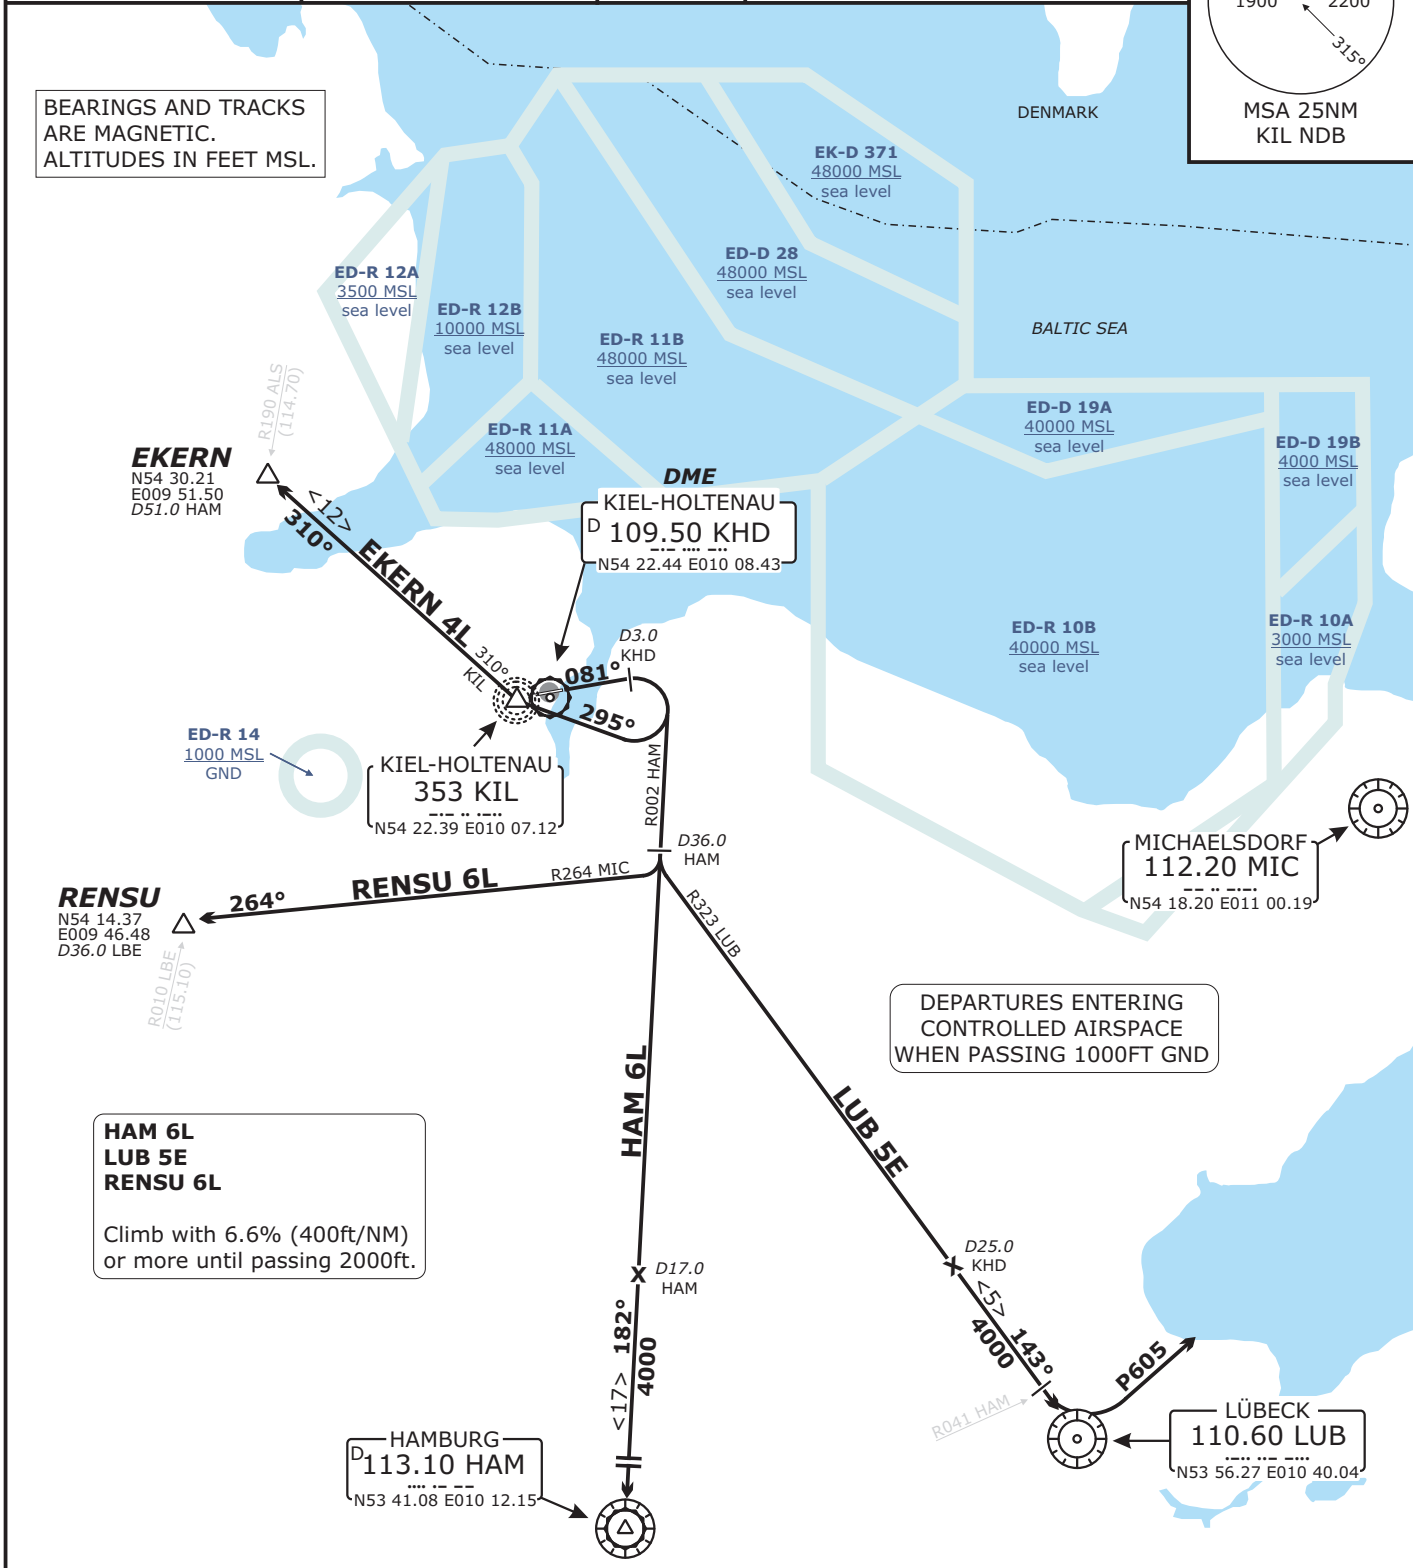 1900
2200
315°
MSA 25NM
KIL NDB
BEARINGS AND TRACKS
ARE MAGNETIC.
ALTITUDES IN FEET MSL.
DENMARK
EK-D 371
48000 MSL
sea level
ED-D 28
48000 MSL
sea level
ED-R 12A
3500 MSL
sea level
ED-R 12B
10000 MSL
sea level
ED-R 11B
48000 MSL
sea level
BALTIC SEA
ED-R 11A
48000 MSL
sea level
ED-D 19A
40000 MSL
sea level
ED-D 19B
4000 MSL
sea level
R190 ALS
(114.70)
EKERN
N54 30.21
E009 51.50
D51.0 HAM
<12>
310°
EKERN 4L
310°
KIL
DME
KIEL-HOLTENAU
D 109.50 KHD
N54 22.44 E010 08.43
D3.0
KHD
081°
295°
ED-R 10B
40000 MSL
sea level
ED-R 10A
3000 MSL
sea level
ED-R 14
1000 MSL
GND
KIEL-HOLTENAU
353 KIL
N54 22.39 E010 07.12
R002 HAM
D36.0
HAM
MICHAELSDORF
112.20 MIC
N54 18.20 E011 00.19
RENSU
N54 14.37
E009 46.48
D36.0 LBE
264°
RENSU 6L
R264 MIC
R323 LUB
R010 LBE
(115.10)
DEPARTURES ENTERING
CONTROLLED AIRSPACE
WHEN PASSING 1000FT GND
HAM 6L
LUB 5E
HAM 6L
LUB 5E
RENSU 6L
Climb with 6.6% (400ft/NM)
or more until passing 2000ft.
D17.0
HAM
D25.0
KHD
<17> 182°
4000
<5> 143°
4000
P605
R041 HAM
HAMBURG
D 113.10 HAM
N53 41.08 E010 12.15
LÜBECK
110.60 LUB
N53 56.27 E010 40.04